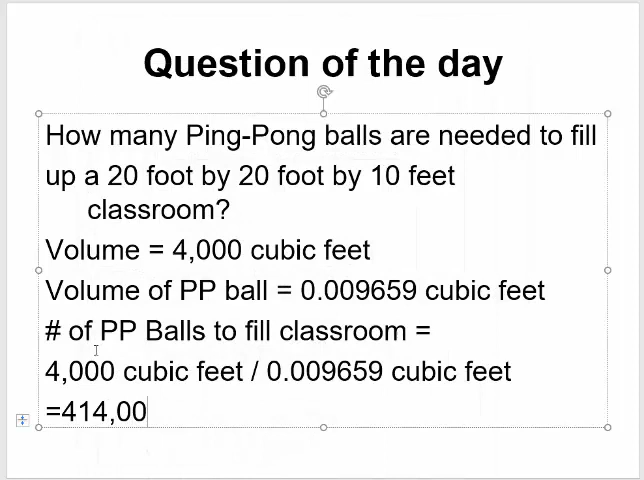 Question of the day
How many Ping-Pong balls are needed to fill
up a 20 foot by 20 foot by 10 feet
classroom?
Volume = 4,000 cubic feet
Volume of PP ball = 0.009659 cubic feet
# of PP Balls to fill classroom =
4,000 cubic feet / 0.009659 cubic feet
=414,00